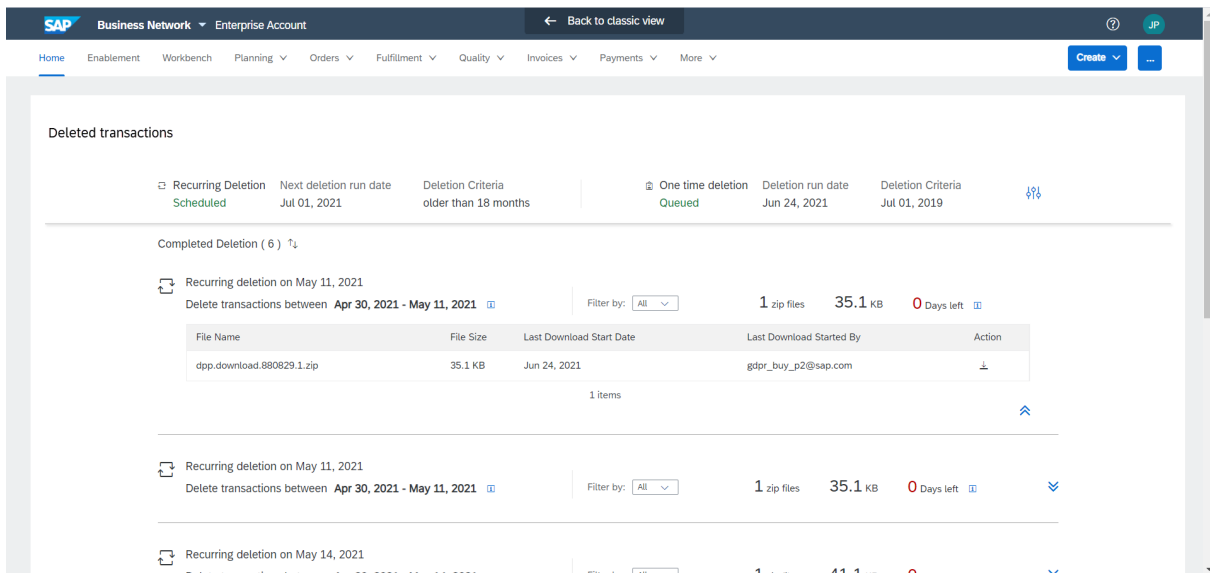 SAP Business Network Enterprise Account ← Back to classic view ? JP
Home Enablement Workbench Planning Orders Fulfillment Quality Invoices Payments More Create ...
Deleted transactions
Recurring Deletion Next deletion run date Deletion Criteria One time deletion Deletion run date Deletion Criteria
Scheduled Jul 01, 2021 older than 18 months Queued Jun 24, 2021 Jul 01, 2019
Completed Deletion ( 6 )
Recurring deletion on May 11, 2021
Delete transactions between Apr 30, 2021 - May 11, 2021 Filter by: All 1 zip files 35.1 KB 0 Days left
File Name File Size Last Download Start Date Last Download Started By Action
dpp.download.880829.1.zip 35.1 KB Jun 24, 2021 gdpr_buy_p2@sap.com
1 items
Recurring deletion on May 11, 2021
Delete transactions between Apr 30, 2021 - May 11, 2021 Filter by: All 1 zip files 35.1 KB 0 Days left
Recurring deletion on May 14, 2021